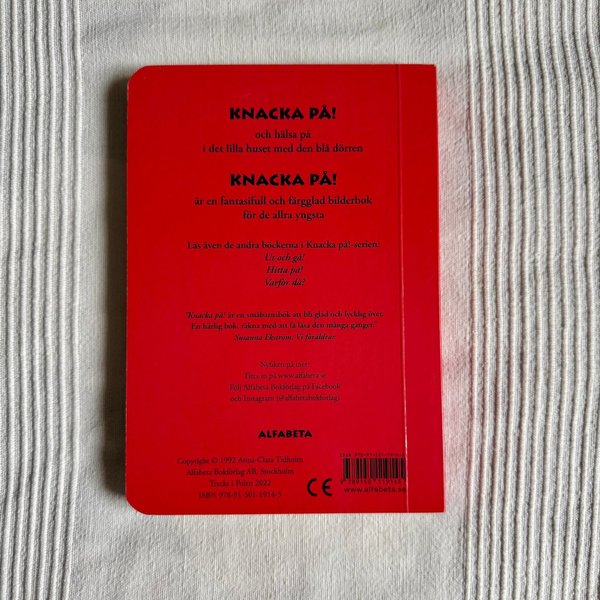 KNACKA PÅ!
och hälsa på
i det lilla huset med den blå dörren
KNACKA PÅ!
är en fantasifull och färgglad bilderbok
för de allra yngsta
Läs även de andra böckerna i Knacka på!-serien:
Ut och gå!
Hitta på!
Varför då?
"Knacka på! är en småbarnsbok att bli glad och lycklig över.
En härlig bok, räkna med att få läsa den många gånger."
Susanna Ekström, Vi föräldrar
Nyfiken på mer?
Titta in på www.alfabeta.se
Följ Alfabeta Bokförlag på Facebook
och Instagram (@alfabetabokforlag)
ALFABETA
Copyright © 1992 Anna-Clara Tidholm
Alfabeta Bokförlag AB, Stockholm
Tryckt i Polen 2022
ISBN 978-91-501-1914-5
CE
www.alfabeta.se